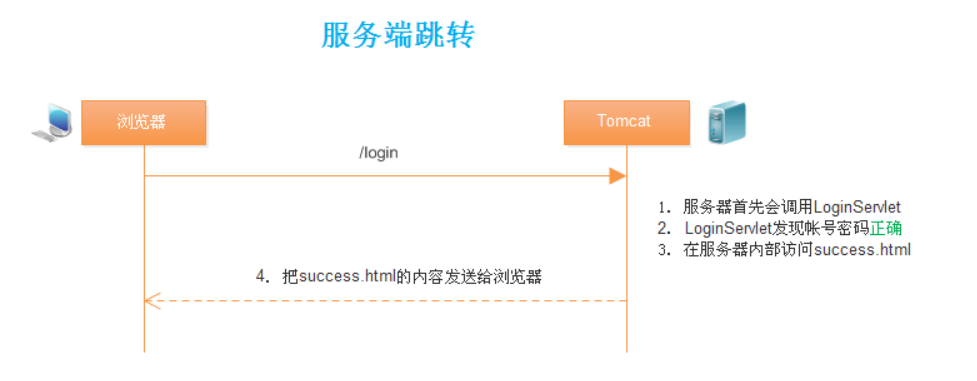 服务端跳转
浏览器
Tomcat
/login
1. 服务器首先会调用LoginServlet
2. LoginServlet发现帐号密码正确
3. 在服务器内部访问success.html
4. 把success.html的内容发送给浏览器